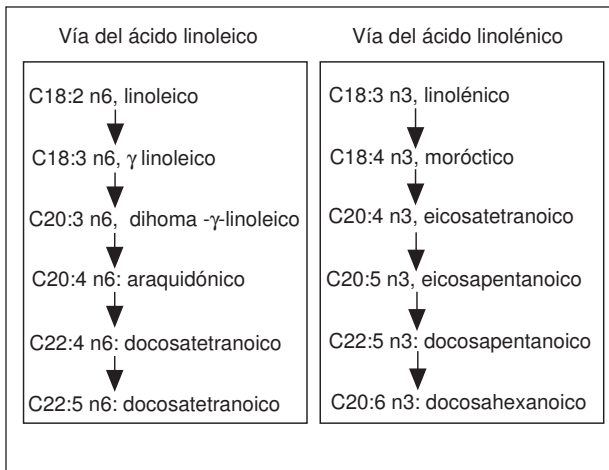 Vía del ácido linoleico
C18:2 n6, linoleico
C18:3 n6, γ linoleico
C20:3 n6, dihoma -γ-linoleico
C20:4 n6: araquidónico
C22:4 n6: docosatetranoico
C22:5 n6: docosatetranoico
Vía del ácido linolénico
C18:3 n3, linolénico
C18:4 n3, moróctico
C20:4 n3, eicosatetranoico
C20:5 n3, eicosapentanoico
C22:5 n3: docosapentanoico
C20:6 n3: docosahexanoico